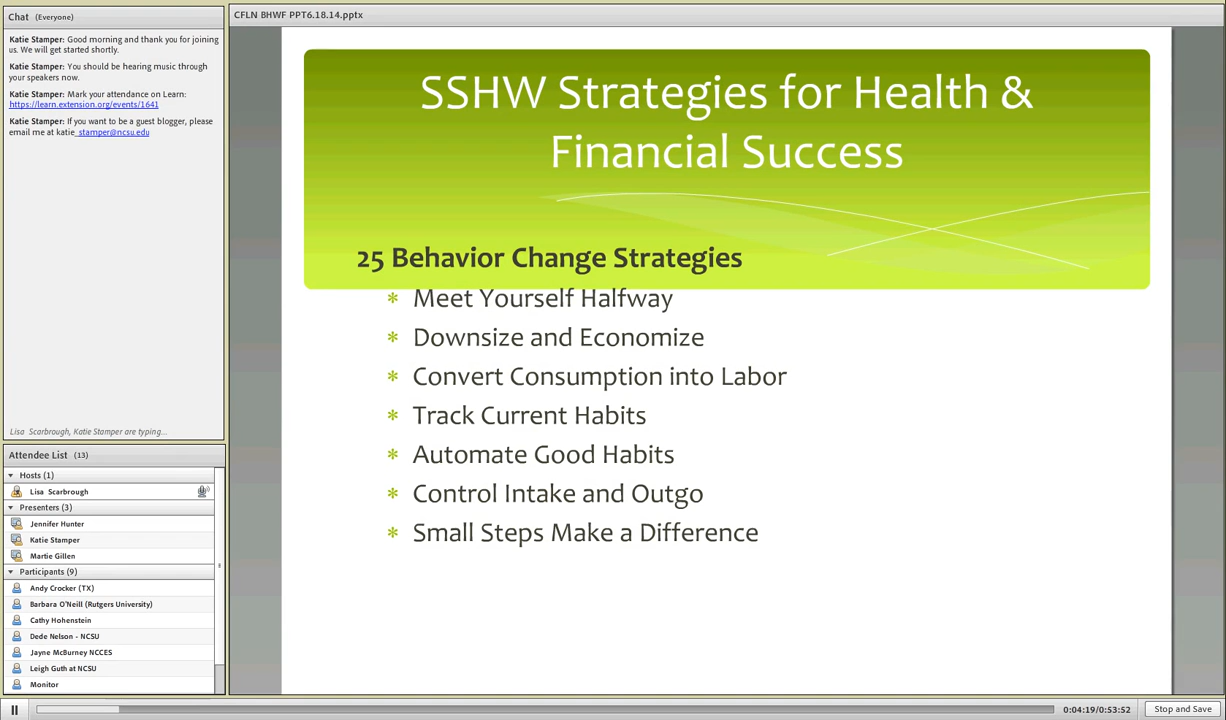 Chat (Everyone)
Katie Stamper: Good morning and thank you for joining
us. We will get started shortly.
Katie Stamper: You should be hearing music through
your speakers now.
Katie Stamper: Mark your attendance on Learn:
https://learn.extension.org/events/1641
Katie Stamper: If you want to be a guest blogger, please
email me at katie_stamper@ncsu.edu
Lisa Scarbrough, Katie Stamper are typing...
Attendee List (13)
Hosts (1)
Lisa Scarbrough
Presenters (3)
Jennifer Hunter
Katie Stamper
Martie Gillen
Participants (9)
Andy Crocker (TX)
Barbara O'Neill (Rutgers University)
Cathy Hohenstein
Dede Nelson - NCSU
Jayne McBurney NCCES
Leigh Guth at NCSU
Monitor
CFLN BHWF PPT6.18.14.pptx
SSHW Strategies for Health &
Financial Success
25 Behavior Change Strategies
* Meet Yourself Halfway
* Downsize and Economize
* Convert Consumption into Labor
* Track Current Habits
* Automate Good Habits
* Control Intake and Outgo
* Small Steps Make a Difference
0:04:19/0:53:52
Stop and Save